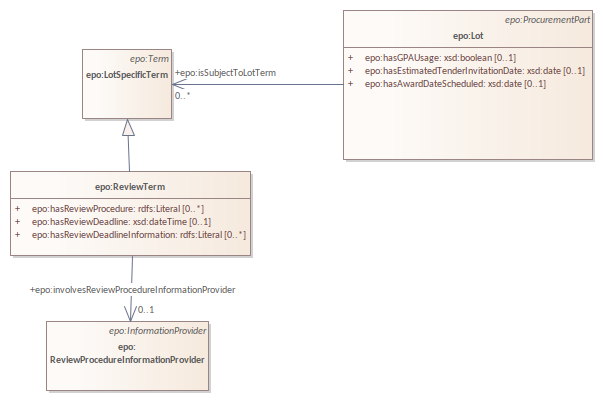 epo:ProcurementPart
epo:Lot
+ epo:hasGPAUsage: xsd:boolean [0..1]
+ epo:hasEstimatedTenderInvitationDate: xsd:date [0..1]
+ epo:hasAwardDateScheduled: xsd:date [0..1]
epo:Term
epo:LotSpecificTerm
+epo:isSubjectToLotTerm
0..*
epo:ReviewTerm
+ epo:hasReviewProcedure: rdfs:Literal [0..*]
+ epo:hasReviewDeadline: xsd:dateTime [0..1]
+ epo:hasReviewDeadlineInformation: rdfs:Literal [0..*]
+epo:involvesReviewProcedureInformationProvider
0..1
epo:InformationProvider
epo:
ReviewProcedureInformationProvider